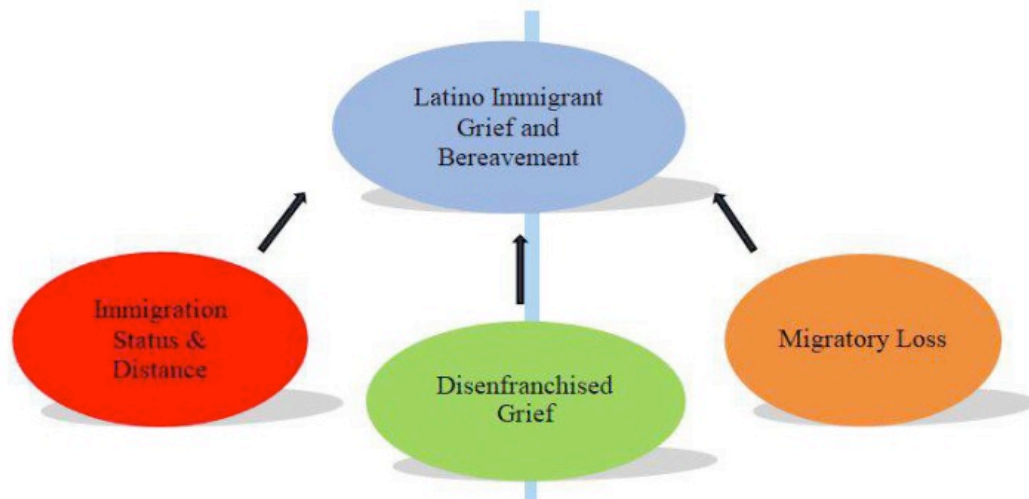 Latino Immigrant
Grief and
Bereavement
Immigration
Status &
Distance
Disenfranchised
Grief
Migratory Loss